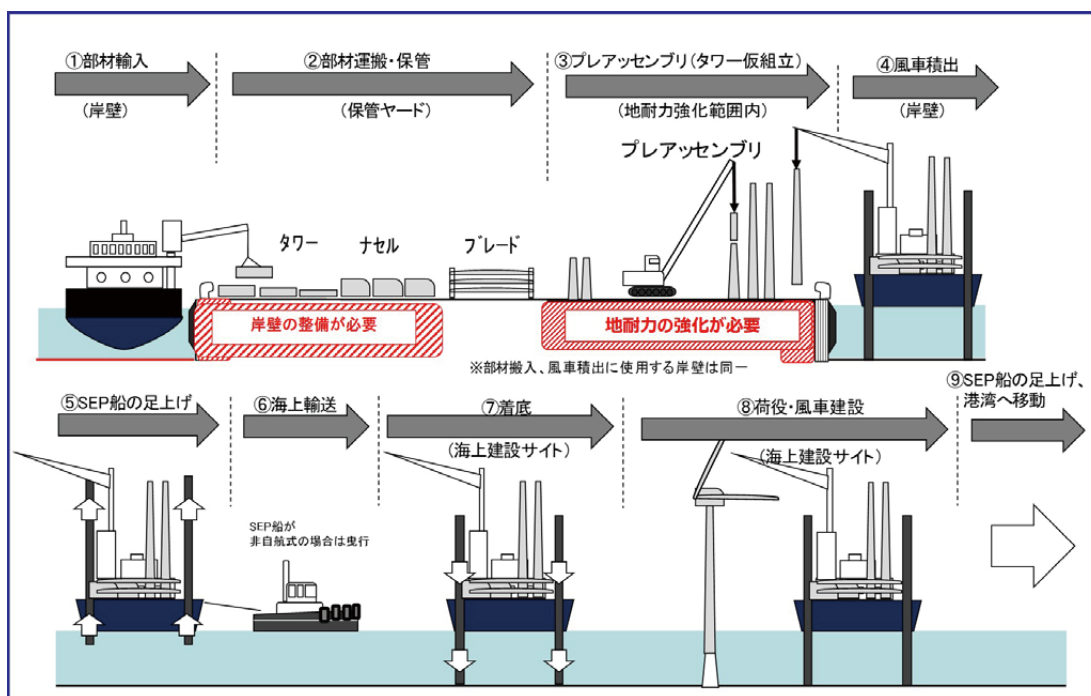 ①部材輸入
(岸壁)
②部材運搬・保管
(保管ヤード)
③プレアッセンブリ(タワー仮組立)
(地耐力強化範囲内)
④風車積出
(岸壁)
プレアッセンブリ
タワー
ナセル
ブレード
岸壁の整備が必要
地耐力の強化が必要
※部材搬入、風車積出に使用する岸壁は同一
⑤SEP船の足上げ
⑥海上輸送
⑦着底
(海上建設サイト)
⑧荷役・風車建設
(海上建設サイト)
⑨SEP船の足上げ、
港湾へ移動
SEP船が
非自航式の場合は曳行